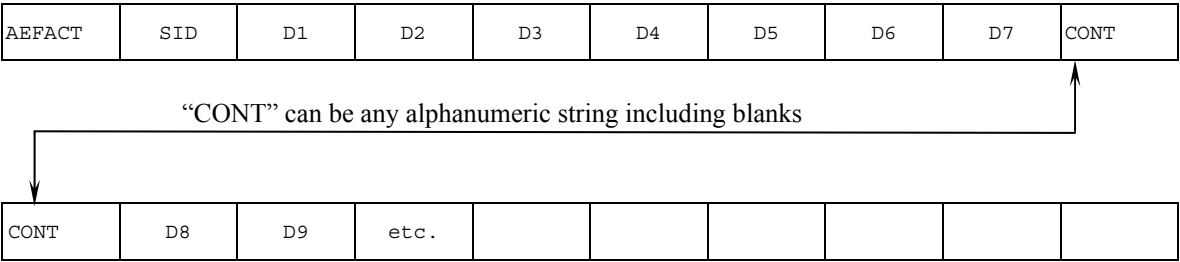 AEFACT SID D1 D2 D3 D4 D5 D6 D7 CONT
“CONT” can be any alphanumeric string including blanks
CONT D8 D9 etc.